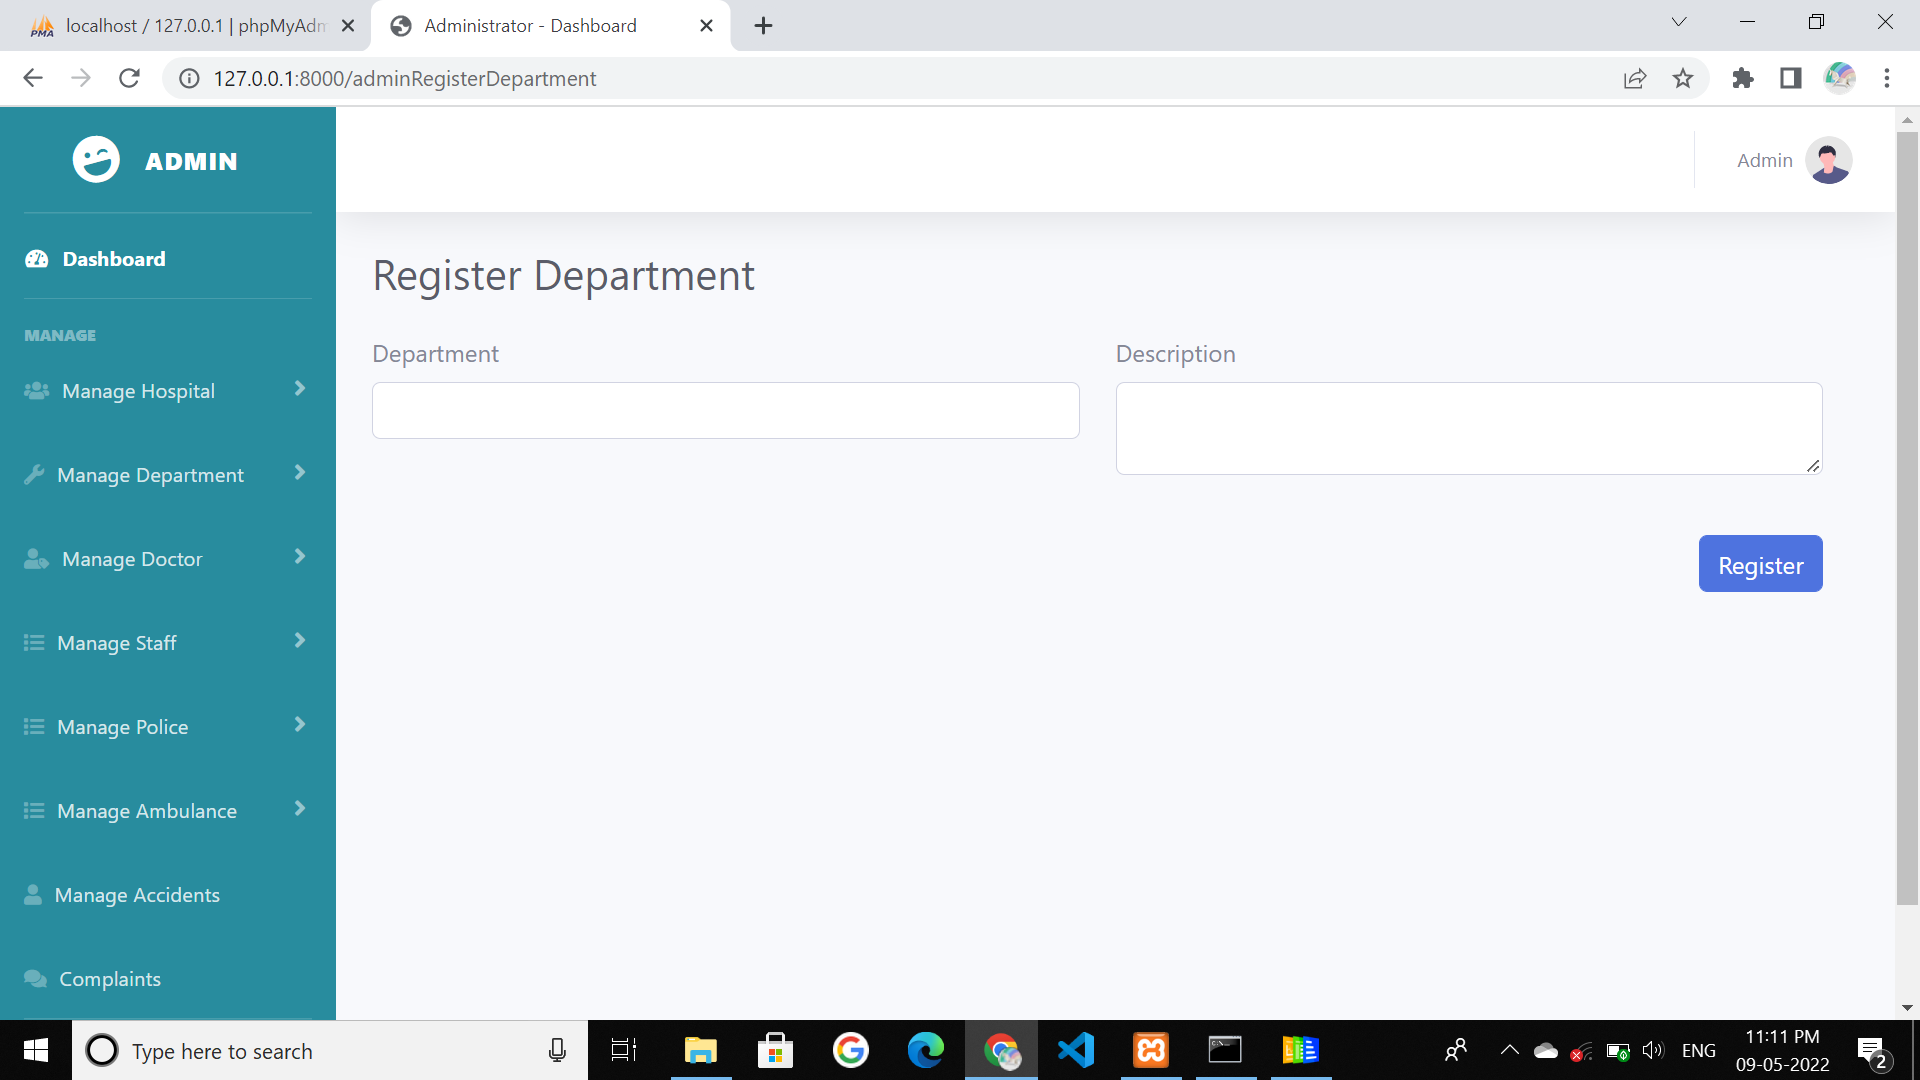 localhost / 127.0.0.1 | phpMyAdm
Administrator - Dashboard
127.0.0.1:8000/adminRegisterDepartment
ADMIN
Admin
Dashboard
Register Department
MANAGE
Department
Description
Manage Hospital
Manage Department
Manage Doctor
Register
Manage Staff
Manage Police
Manage Ambulance
Manage Accidents
Complaints
Type here to search
ENG
11:11 PM
09-05-2022
2